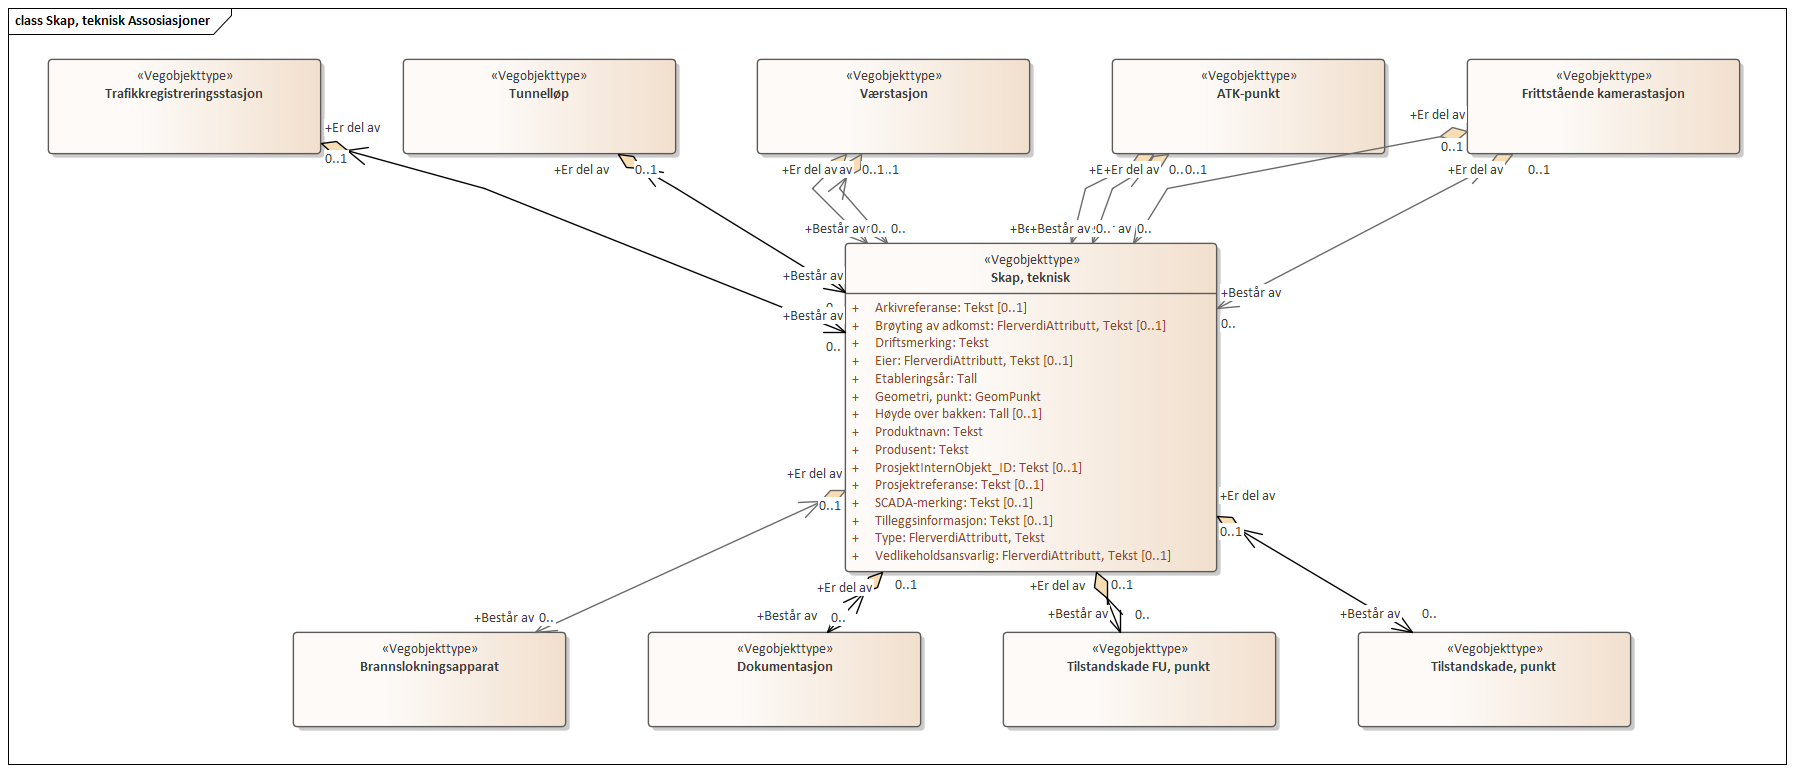 class Skap, teknisk Assosiasjoner
«Vegobjekttype»
Trafikkregistreringsstasjon
«Vegobjekttype»
Tunnelløp
«Vegobjekttype»
Værstasjon
«Vegobjekttype»
ATK-punkt
«Vegobjekttype»
Frittstående kamerastasjon
+Er del av
0..1
+Er del av
0..1
+Er del av
av
0..1
..1
+E
+Er del av
0..
0..1
+Er del av
0..1
+Er del av
0..1
+Består av
0..
0..
+Be
+Består av
0..
av
0..
+Består av
+Består av
0..
+Består av
0..
«Vegobjekttype»
Skap, teknisk
+ Arkivreferanse: Tekst [0..1]
+ Brøyting av adkomst: FlerverdiAttributt, Tekst [0..1]
+ Driftsmerking: Tekst
+ Eier: FlerverdiAttributt, Tekst [0..1]
+ Etableringsår: Tall
+ Geometri, punkt: GeomPunkt
+ Høyde over bakken: Tall [0..1]
+ Produktnavn: Tekst
+ Produsent: Tekst
+ ProsjektInternObjekt_ID: Tekst [0..1]
+ Prosjektreferanse: Tekst [0..1]
+ SCADA-merking: Tekst [0..1]
+ Tilleggsinformasjon: Tekst [0..1]
+ Type: FlerverdiAttributt, Tekst
+ Vedlikeholdsansvarlig: FlerverdiAttributt, Tekst [0..1]
+Er del av
0..1
+Er del av
0..1
+Er del av
0..1
+Er del av
0..1
+Består av
0..
+Består av
0..
+Består av
0..
+Består av
0..
«Vegobjekttype»
Brannslokningsapparat
«Vegobjekttype»
Dokumentasjon
«Vegobjekttype»
Tilstandskade FU, punkt
«Vegobjekttype»
Tilstandskade, punkt